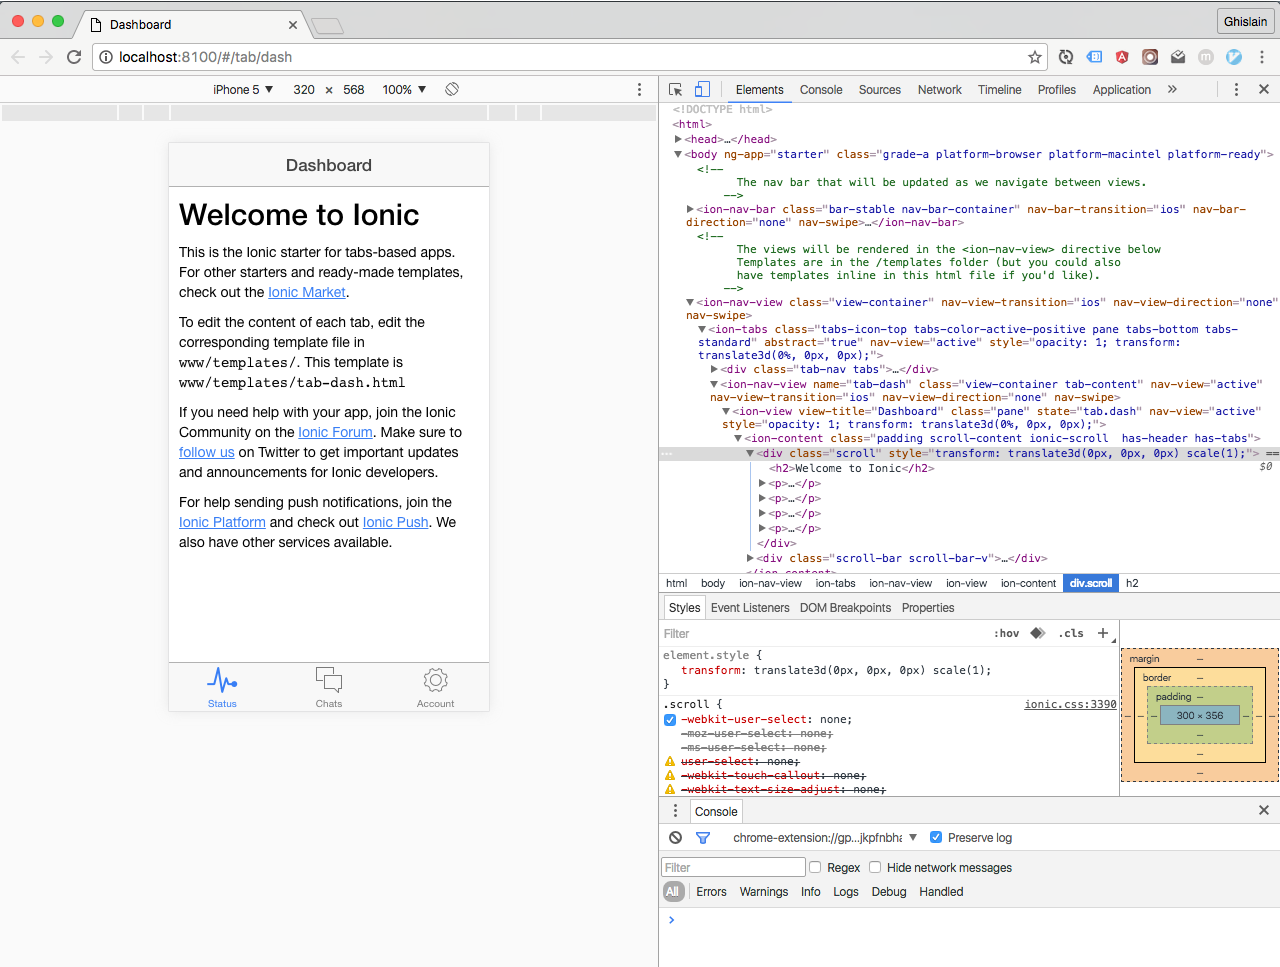 Dashboard
Ghislain
localhost:8100/#/tab/dash
iPhone 5 ▼ 320 × 568 100% ▼
Dashboard
Welcome to Ionic
This is the Ionic starter for tabs-based apps.
For other starters and ready-made templates,
check out the Ionic Market.
To edit the content of each tab, edit the
corresponding template file in
www/templates/. This template is
www/templates/tab-dash.html
If you need help with your app, join the Ionic
Community on the Ionic Forum. Make sure to
follow us on Twitter to get important updates
and announcements for Ionic developers.
For help sending push notifications, join the
Ionic Platform and check out Ionic Push. We
also have other services available.
Status Chats Account
Elements Console Sources Network Timeline Profiles Application »
<!DOCTYPE html>
<html>
<head>…</head>
<body ng-app="starter" class="grade-a platform-browser platform-macintel platform-ready">
<!--
The nav bar that will be updated as we navigate between views.
-->
<ion-nav-bar class="bar-stable nav-bar-container" nav-bar-transition="ios" nav-bar-
direction="none" nav-swipe>…</ion-nav-bar>
<!--
The views will be rendered in the <ion-nav-view> directive below
Templates are in the /templates folder (but you could also
have templates inline in this html file if you'd like).
-->
<ion-nav-view class="view-container" nav-view-transition="ios" nav-view-direction="none"
nav-swipe>
<ion-tabs class="tabs-icon-top tabs-color-active-positive pane tabs-bottom tabs-
standard" abstract="true" nav-view="active" style="opacity: 1; transform:
translate3d(0%, 0px, 0px);">
<div class="tab-nav tabs">…</div>
<ion-nav-view name="tab-dash" class="view-container tab-content" nav-view="active"
nav-view-transition="ios" nav-view-direction="none" nav-swipe>
<ion-view view-title="Dashboard" class="pane" state="tab.dash" nav-view="active"
style="opacity: 1; transform: translate3d(0%, 0px, 0px);">
<ion-content class="padding scroll-content ionic-scroll  has-header has-tabs">
<div class="scroll" style="transform: translate3d(0px, 0px, 0px) scale(1);"> ==
$0
<h2>Welcome to Ionic</h2>
<p>…</p>
<p>…</p>
<p>…</p>
<p>…</p>
</div>
<div class="scroll-bar scroll-bar-v">…</div>
</ion-content>
html body ion-nav-view ion-tabs ion-nav-view ion-view ion-content div.scroll h2
Styles Event Listeners DOM Breakpoints Properties
Filter :hov .cls +
element.style {
transform: translate3d(0px, 0px, 0px) scale(1);
}
.scroll { ionic.css:3390
-webkit-user-select: none;
-moz-user-select: none;
-ms-user-select: none;
user-select: none;
-webkit-touch-callout: none;
-webkit-text-size-adjust: none;
margin –
border –
padding –
– – – 300 × 356 – – –
–
–
–
Console
chrome-extension://gp…jkpfnbha ▼ Preserve log
Filter Regex Hide network messages
All Errors Warnings Info Logs Debug Handled